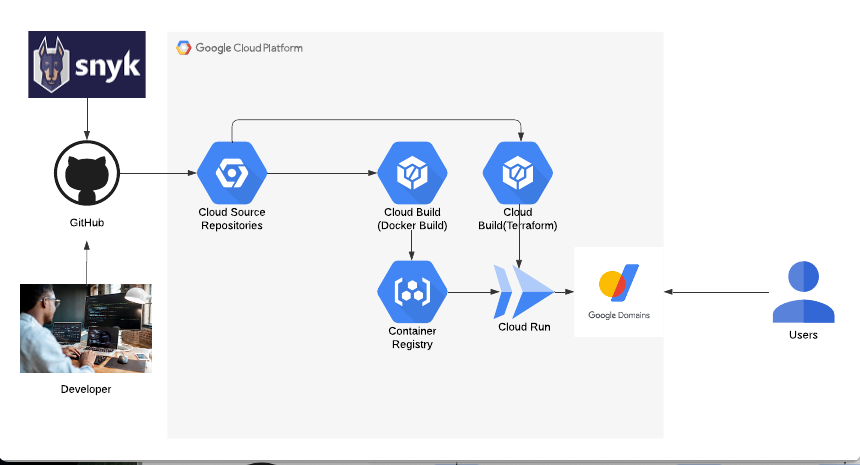 snyk
Google Cloud Platform
GitHub
Cloud Source
Repositories
Cloud Build
(Docker Build)
Cloud
Build(Terraform)
Container
Registry
Cloud Run
Google Domains
Users
Developer